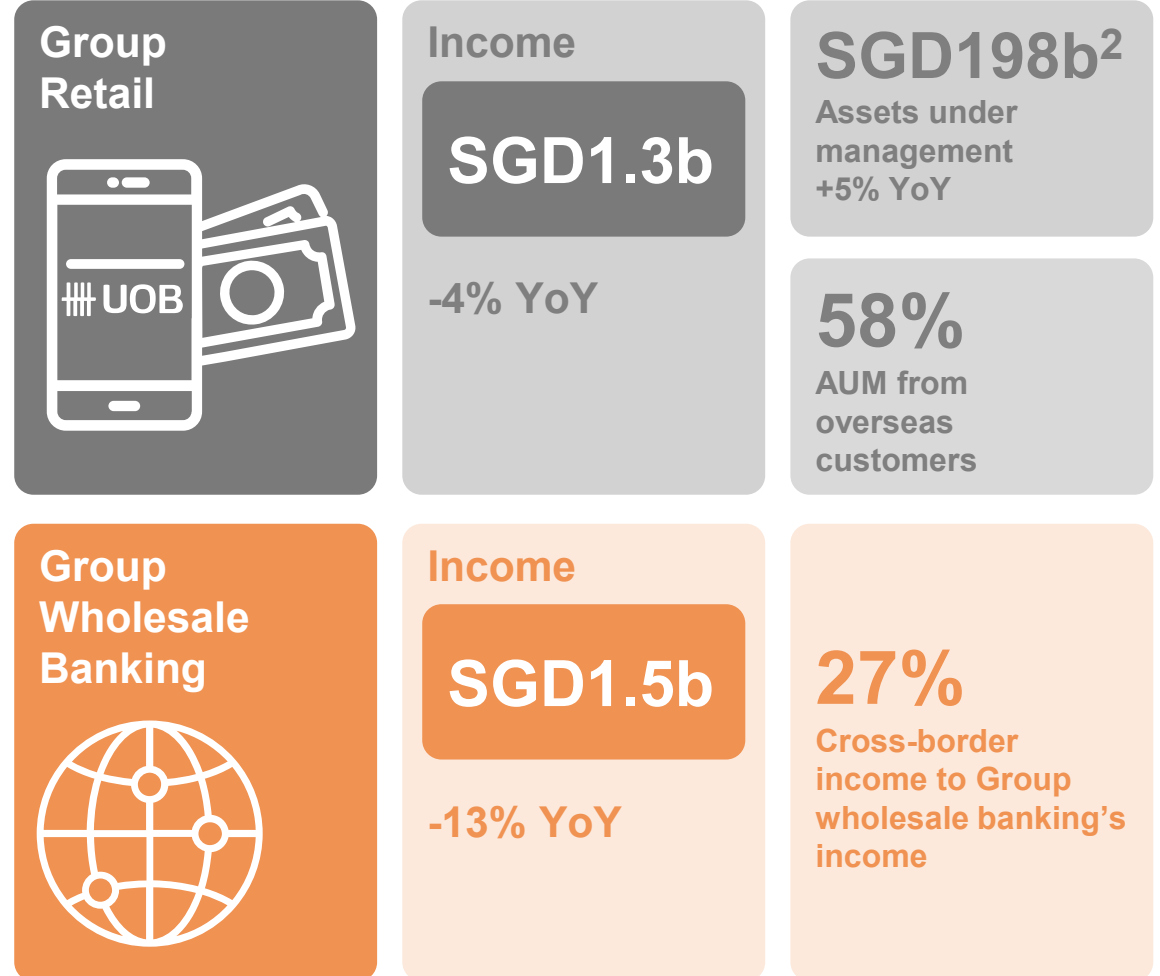 Group
Retail
UOB
Income
SGD1.3b
-4% YoY
SGD198b²
Assets under
management
+5% YoY
58%
AUM from
overseas
customers
Group
Wholesale
Banking
Income
SGD1.5b
-13% YoY
27%
Cross-border
income to Group
wholesale banking's
income